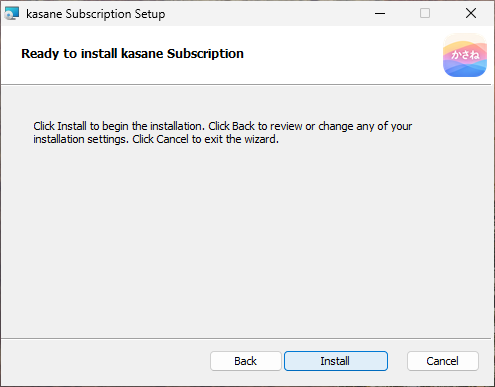 kasane Subscription Setup
Ready to install kasane Subscription
かさね
Click Install to begin the installation. Click Back to review or change any of your
installation settings. Click Cancel to exit the wizard.
Back
Install
Cancel